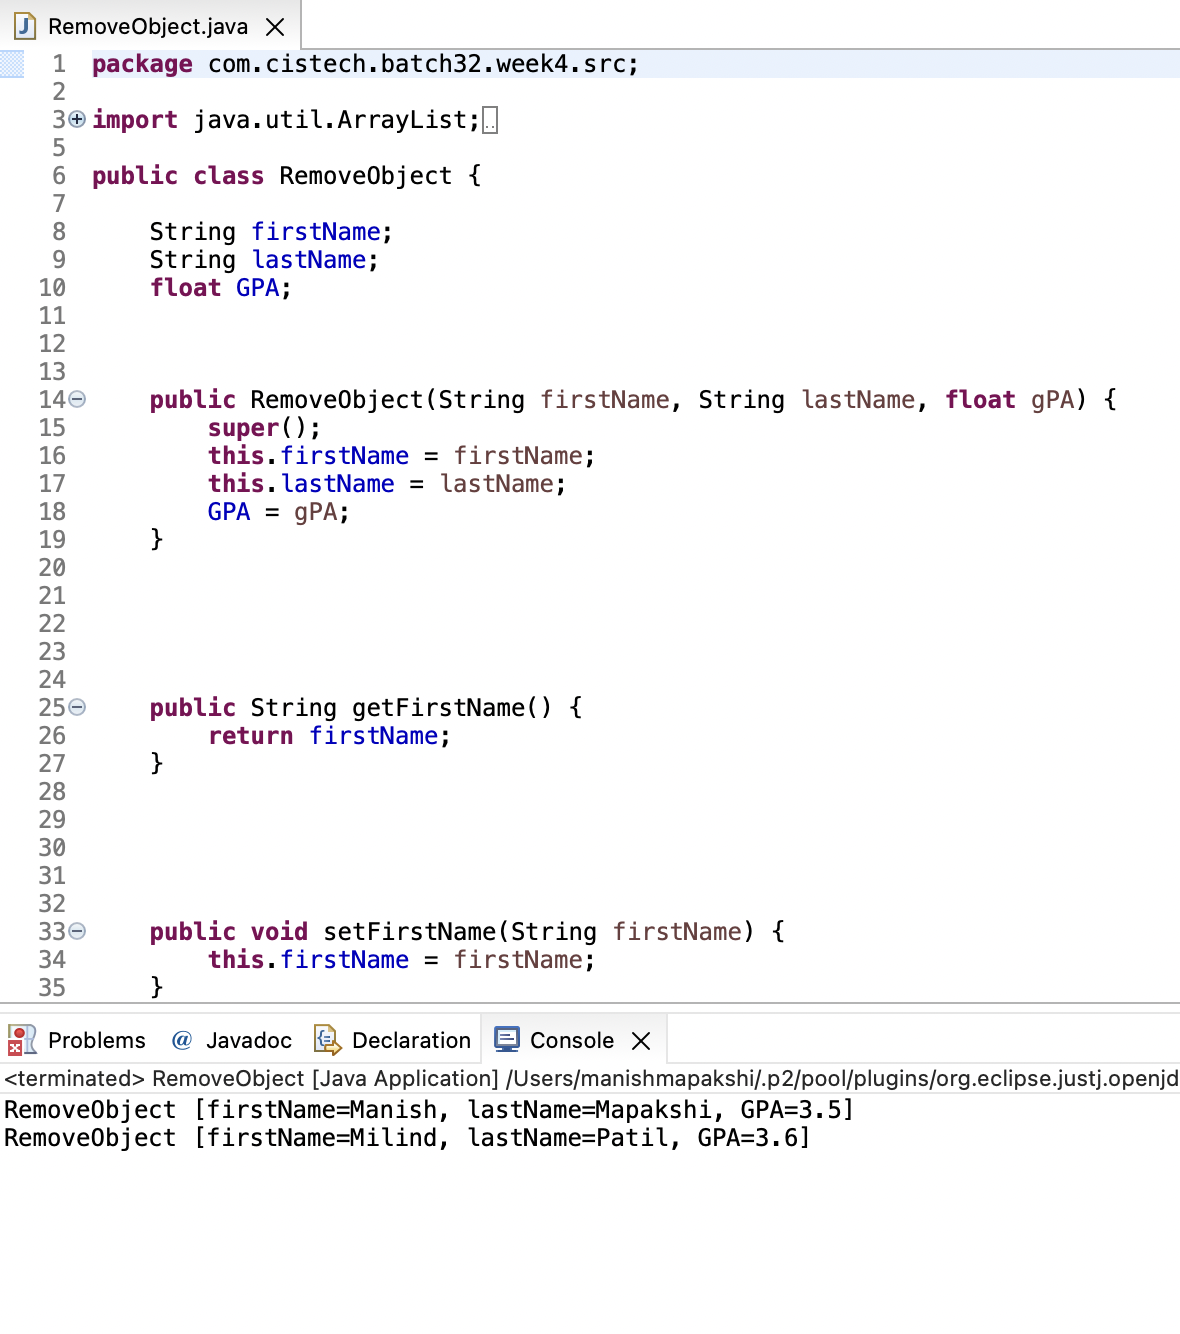 RemoveObject.java
1 package com.cistech.batch32.week4.src;
2
3 import java.util.ArrayList;
5
6 public class RemoveObject {
7
8 String firstName;
9 String lastName;
10 float GPA;
11
12
13
14 public RemoveObject(String firstName, String lastName, float gPA) {
15 super();
16 this.firstName = firstName;
17 this.lastName = lastName;
18 GPA = gPA;
19 }
20
21
22
23
24
25 public String getFirstName() {
26 return firstName;
27 }
28
29
30
31
32
33 public void setFirstName(String firstName) {
34 this.firstName = firstName;
35 }
Problems @ Javadoc Declaration Console
<terminated> RemoveObject [Java Application] /Users/manishmapakshi/.p2/pool/plugins/org.eclipse.justj.openjd
RemoveObject [firstName=Manish, lastName=Mapakshi, GPA=3.5]
RemoveObject [firstName=Milind, lastName=Patil, GPA=3.6]